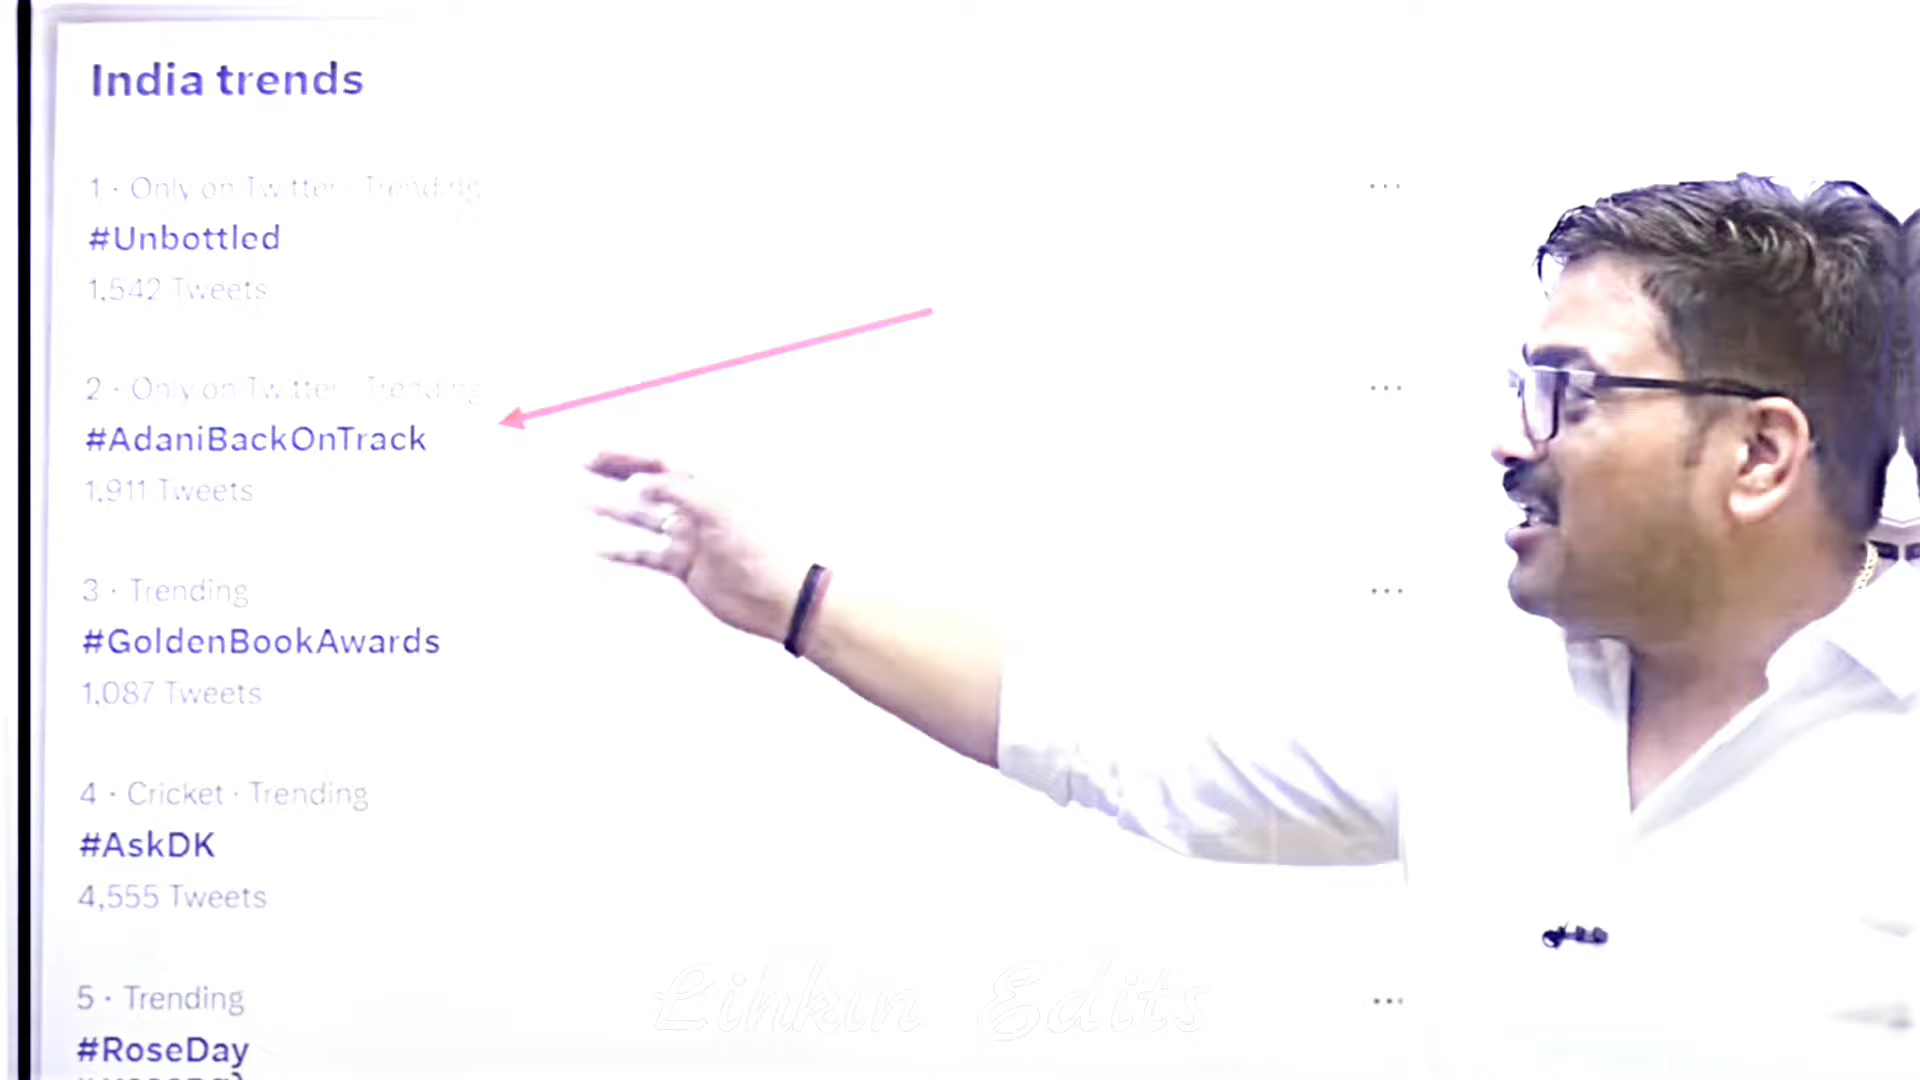 India trends
1 · Only on Twitter · Trending
#Unbottled
1,542 Tweets
2 · Only on Twitter · Trending
#AdaniBackOnTrack
1,911 Tweets
3 · Trending
#GoldenBookAwards
1,087 Tweets
4 · Cricket · Trending
#AskDK
4,555 Tweets
5 · Trending
#RoseDay
Linkin Edits